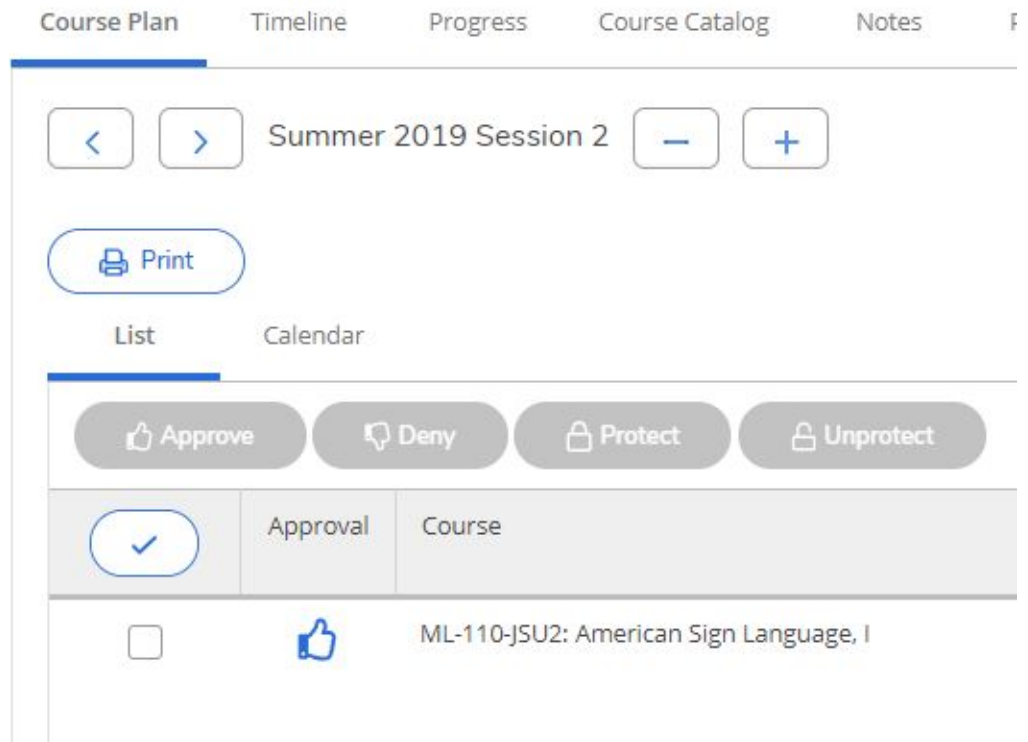 Course Plan Timeline Progress Course Catalog Notes
Summer 2019 Session 2
Print
List Calendar
Approve Deny Protect Unprotect
Approval Course
ML-110-JSU2: American Sign Language, I